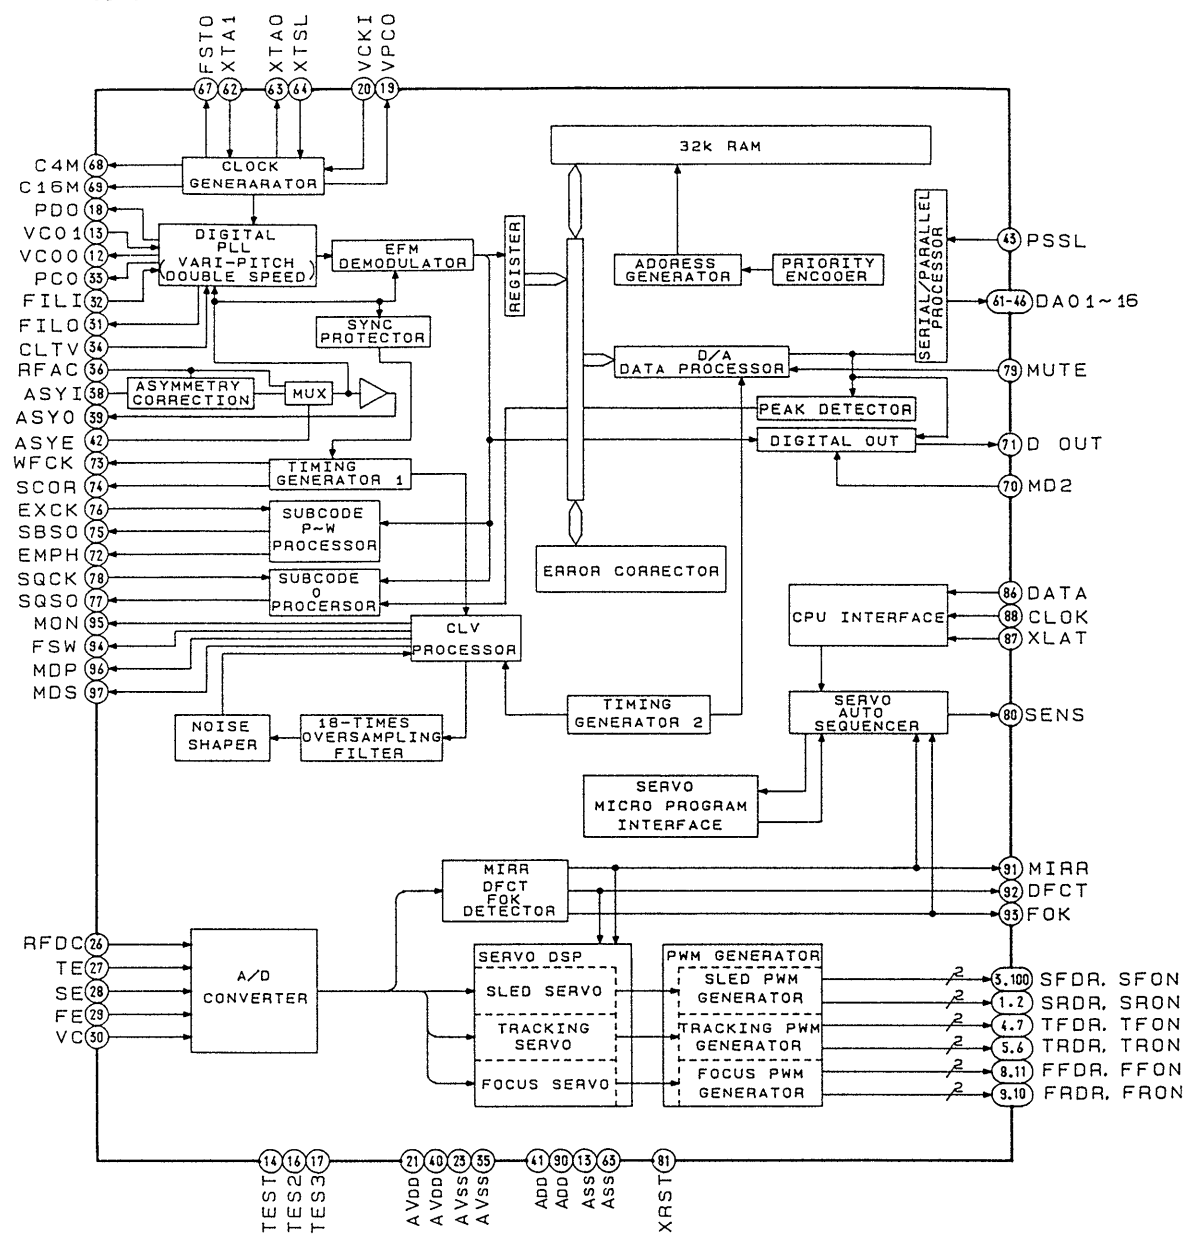 FSTO
XTA1
XTAO
XTSL
VCKI
VPCO
67
62
63
64
20
19
C4M 68
C16M 69
PDO 18
VCO1 13
VCOO 12
PCO 33
FILI 32
FILO 31
CLTV 34
RFAC 36
ASYI 38
ASYO 39
ASYE 42
WFCK 73
SCOR 74
EXCK 76
SBSO 75
EMPH 72
SQCK 78
SQSO 77
MON 95
FSW 94
MDP 96
MDS 97
CLOCK
GENERARATOR
DIGITAL
PLL
VARI-PITCH
(DOUBLE SPEED)
EFM
DEMODULATOR
REGISTER
SYNC
PROTECTOR
ASYMMETRY
CORRECTION
MUX
TIMING
GENERATOR 1
SUBCODE
P~W
PROCESSOR
SUBCODE
Q
PROCERSOR
CLV
PROCESSOR
NOISE
SHAPER
18-TIMES
OVERSAMPLING
FILTER
32k RAM
ADDRESS
GENERATOR
PRIORITY
ENCODER
SERIAL/PARALLEL
PROCESSOR
D/A
DATA PROCESSOR
PEAK DETECTOR
DIGITAL OUT
ERROR CORRECTOR
CPU INTERFACE
TIMING
GENERATOR 2
SERVO
AUTO
SEQUENCER
SERVO
MICRO PROGRAM
INTERFACE
43 PSSL
61-46 DA01~16
79 MUTE
71 D OUT
70 MD2
86 DATA
88 CLOK
87 XLAT
80 SENS
MIRR
DFCT
FOK
DETECTOR
91 MIRR
92 DFCT
93 FOK
RFDC 26
TE 27
SE 28
FE 29
VC 30
A/D
CONVERTER
SERVO DSP
SLED SERVO
TRACKING
SERVO
FOCUS SERVO
PWM GENERATOR
SLED PWM
GENERATOR
TRACKING PWM
GENERATOR
FOCUS PWM
GENERATOR
2 3.100 SFDR, SFON
2 1.2 SRDR, SRON
2 4.7 TFDR, TFON
2 5.6 TRDR, TRON
2 8.11 FFDR, FFON
2 9.10 FRDR, FRON
14
16
17
21
40
23
35
41
90
13
63
81
TEST
TES2
TES3
AVDD
AVDD
AVss
AVss
ADD
ADD
Ass
Ass
XRST